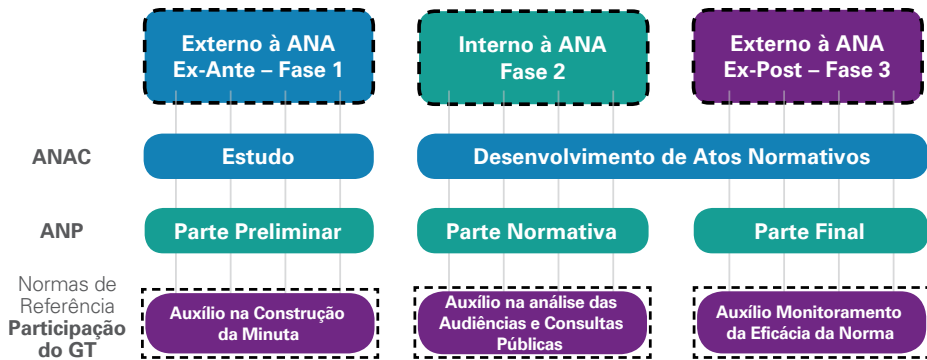 Externo à ANA
Ex-Ante – Fase 1
Interno à ANA
Fase 2
Externo à ANA
Ex-Post – Fase 3
ANAC
Estudo
Desenvolvimento de Atos Normativos
ANP
Parte Preliminar
Parte Normativa
Parte Final
Normas de
Referência
Participação
do GT
Auxílio na Construção
da Minuta
Auxílio na análise das
Audiências e Consultas
Públicas
Auxílio Monitoramento
da Eficácia da Norma